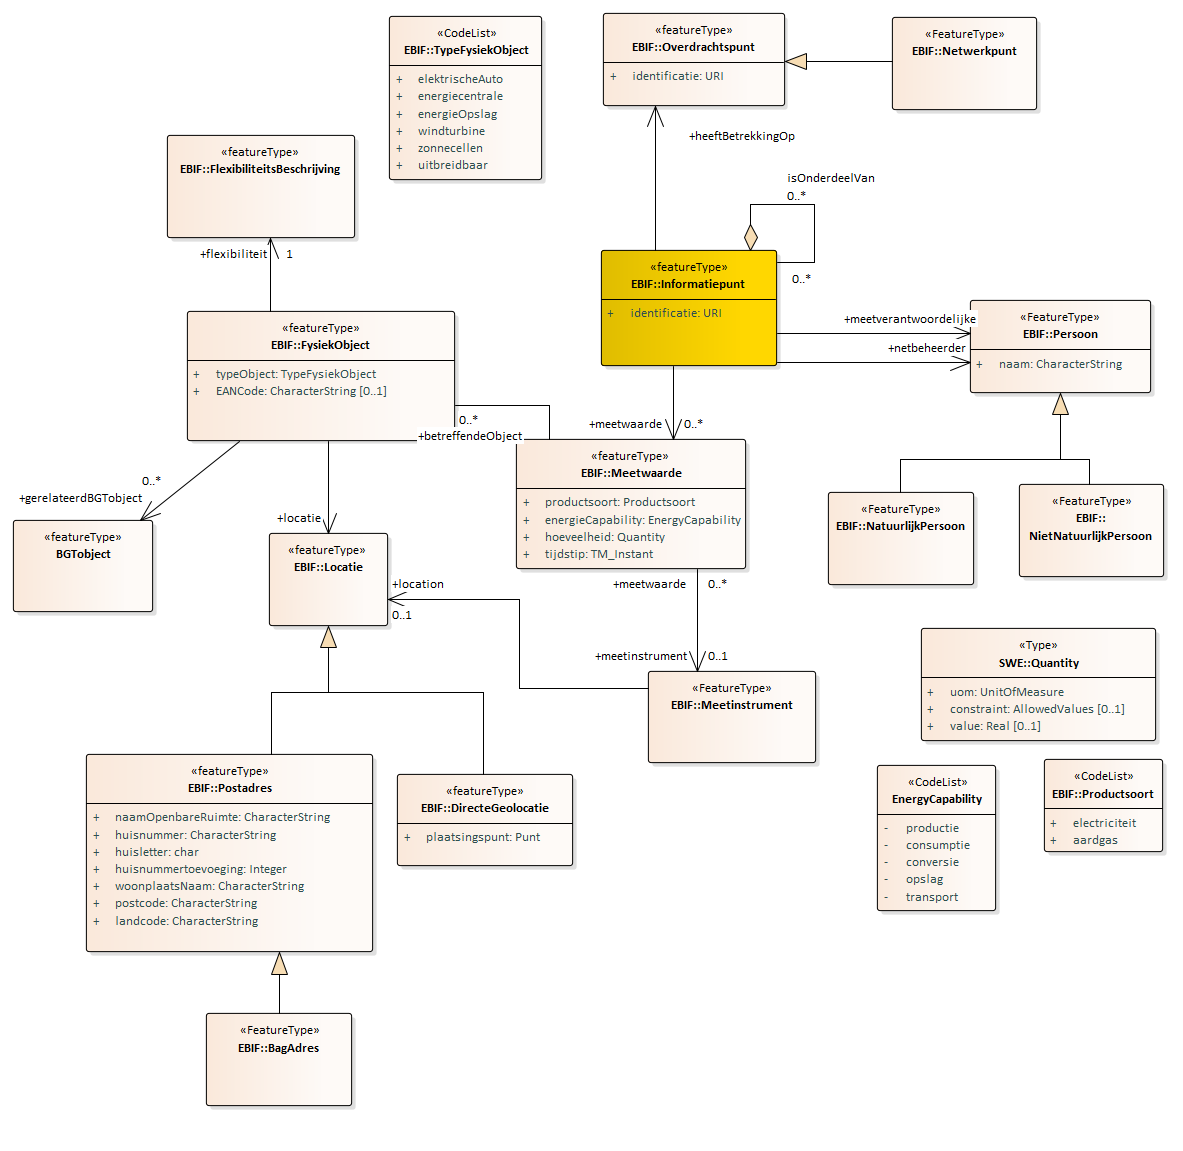 «CodeList»
EBIF::TypeFysiekObject
+ elektrischeAuto
+ energiecentrale
+ energieOpslag
+ windturbine
+ zonnecellen
+ uitbreidbaar
«featureType»
EBIF::Overdrachtspunt
+ identificatie: URI
«FeatureType»
EBIF::Netwerkpunt
+heeftBetrekkingOp
«featureType»
EBIF::FlexibiliteitsBeschrijving
isOnderdeelVan
0..*
0..*
+flexibiliteit 1
«featureType»
EBIF::Informatiepunt
+ identificatie: URI
«featureType»
EBIF::FysiekObject
+ typeObject: TypeFysiekObject
+ EANCode: CharacterString [0..1]
+meetverantwoordelijke
+netbeheerder
«FeatureType»
EBIF::Persoon
+ naam: CharacterString
0..*
+betreffendeObject
+meetwaarde 0..*
«featureType»
EBIF::Meetwaarde
+ productsoort: Productsoort
+ energieCapability: EnergyCapability
+ hoeveelheid: Quantity
+ tijdstip: TM_Instant
0..*
+gerelateerdBGTobject
«featureType»
BGTobject
+locatie
«featureType»
EBIF::Locatie
«FeatureType»
EBIF::NatuurlijkPersoon
«FeatureType»
EBIF::
NietNatuurlijkPersoon
+location
0..1
+meetwaarde 0..*
+meetinstrument 0..1
«FeatureType»
EBIF::Meetinstrument
«Type»
SWE::Quantity
+ uom: UnitOfMeasure
+ constraint: AllowedValues [0..1]
+ value: Real [0..1]
«featureType»
EBIF::Postadres
+ naamOpenbareRuimte: CharacterString
+ huisnummer: CharacterString
+ huisletter: char
+ huisnummertoevoeging: Integer
+ woonplaatsNaam: CharacterString
+ postcode: CharacterString
+ landcode: CharacterString
«featureType»
EBIF::DirecteGeolocatie
+ plaatsingspunt: Punt
«CodeList»
EnergyCapability
- productie
- consumptie
- conversie
- opslag
- transport
«CodeList»
EBIF::Productsoort
+ electriciteit
+ aardgas
«FeatureType»
EBIF::BagAdres